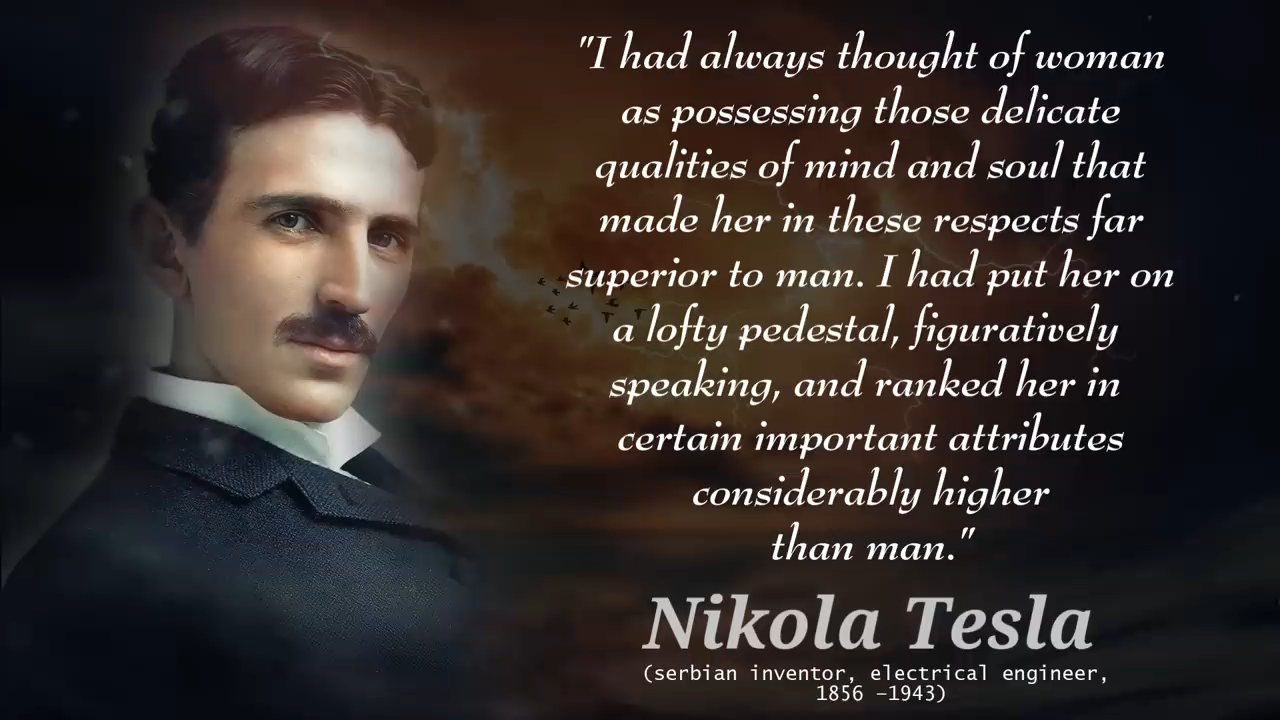 "I had always thought of woman
as possessing those delicate
qualities of mind and soul that
made her in these respects far
superior to man. I had put her on
a lofty pedestal, figuratively
speaking, and ranked her in
certain important attributes
considerably higher
than man."
Nikola Tesla
(serbian inventor, electrical engineer,
1856 –1943)